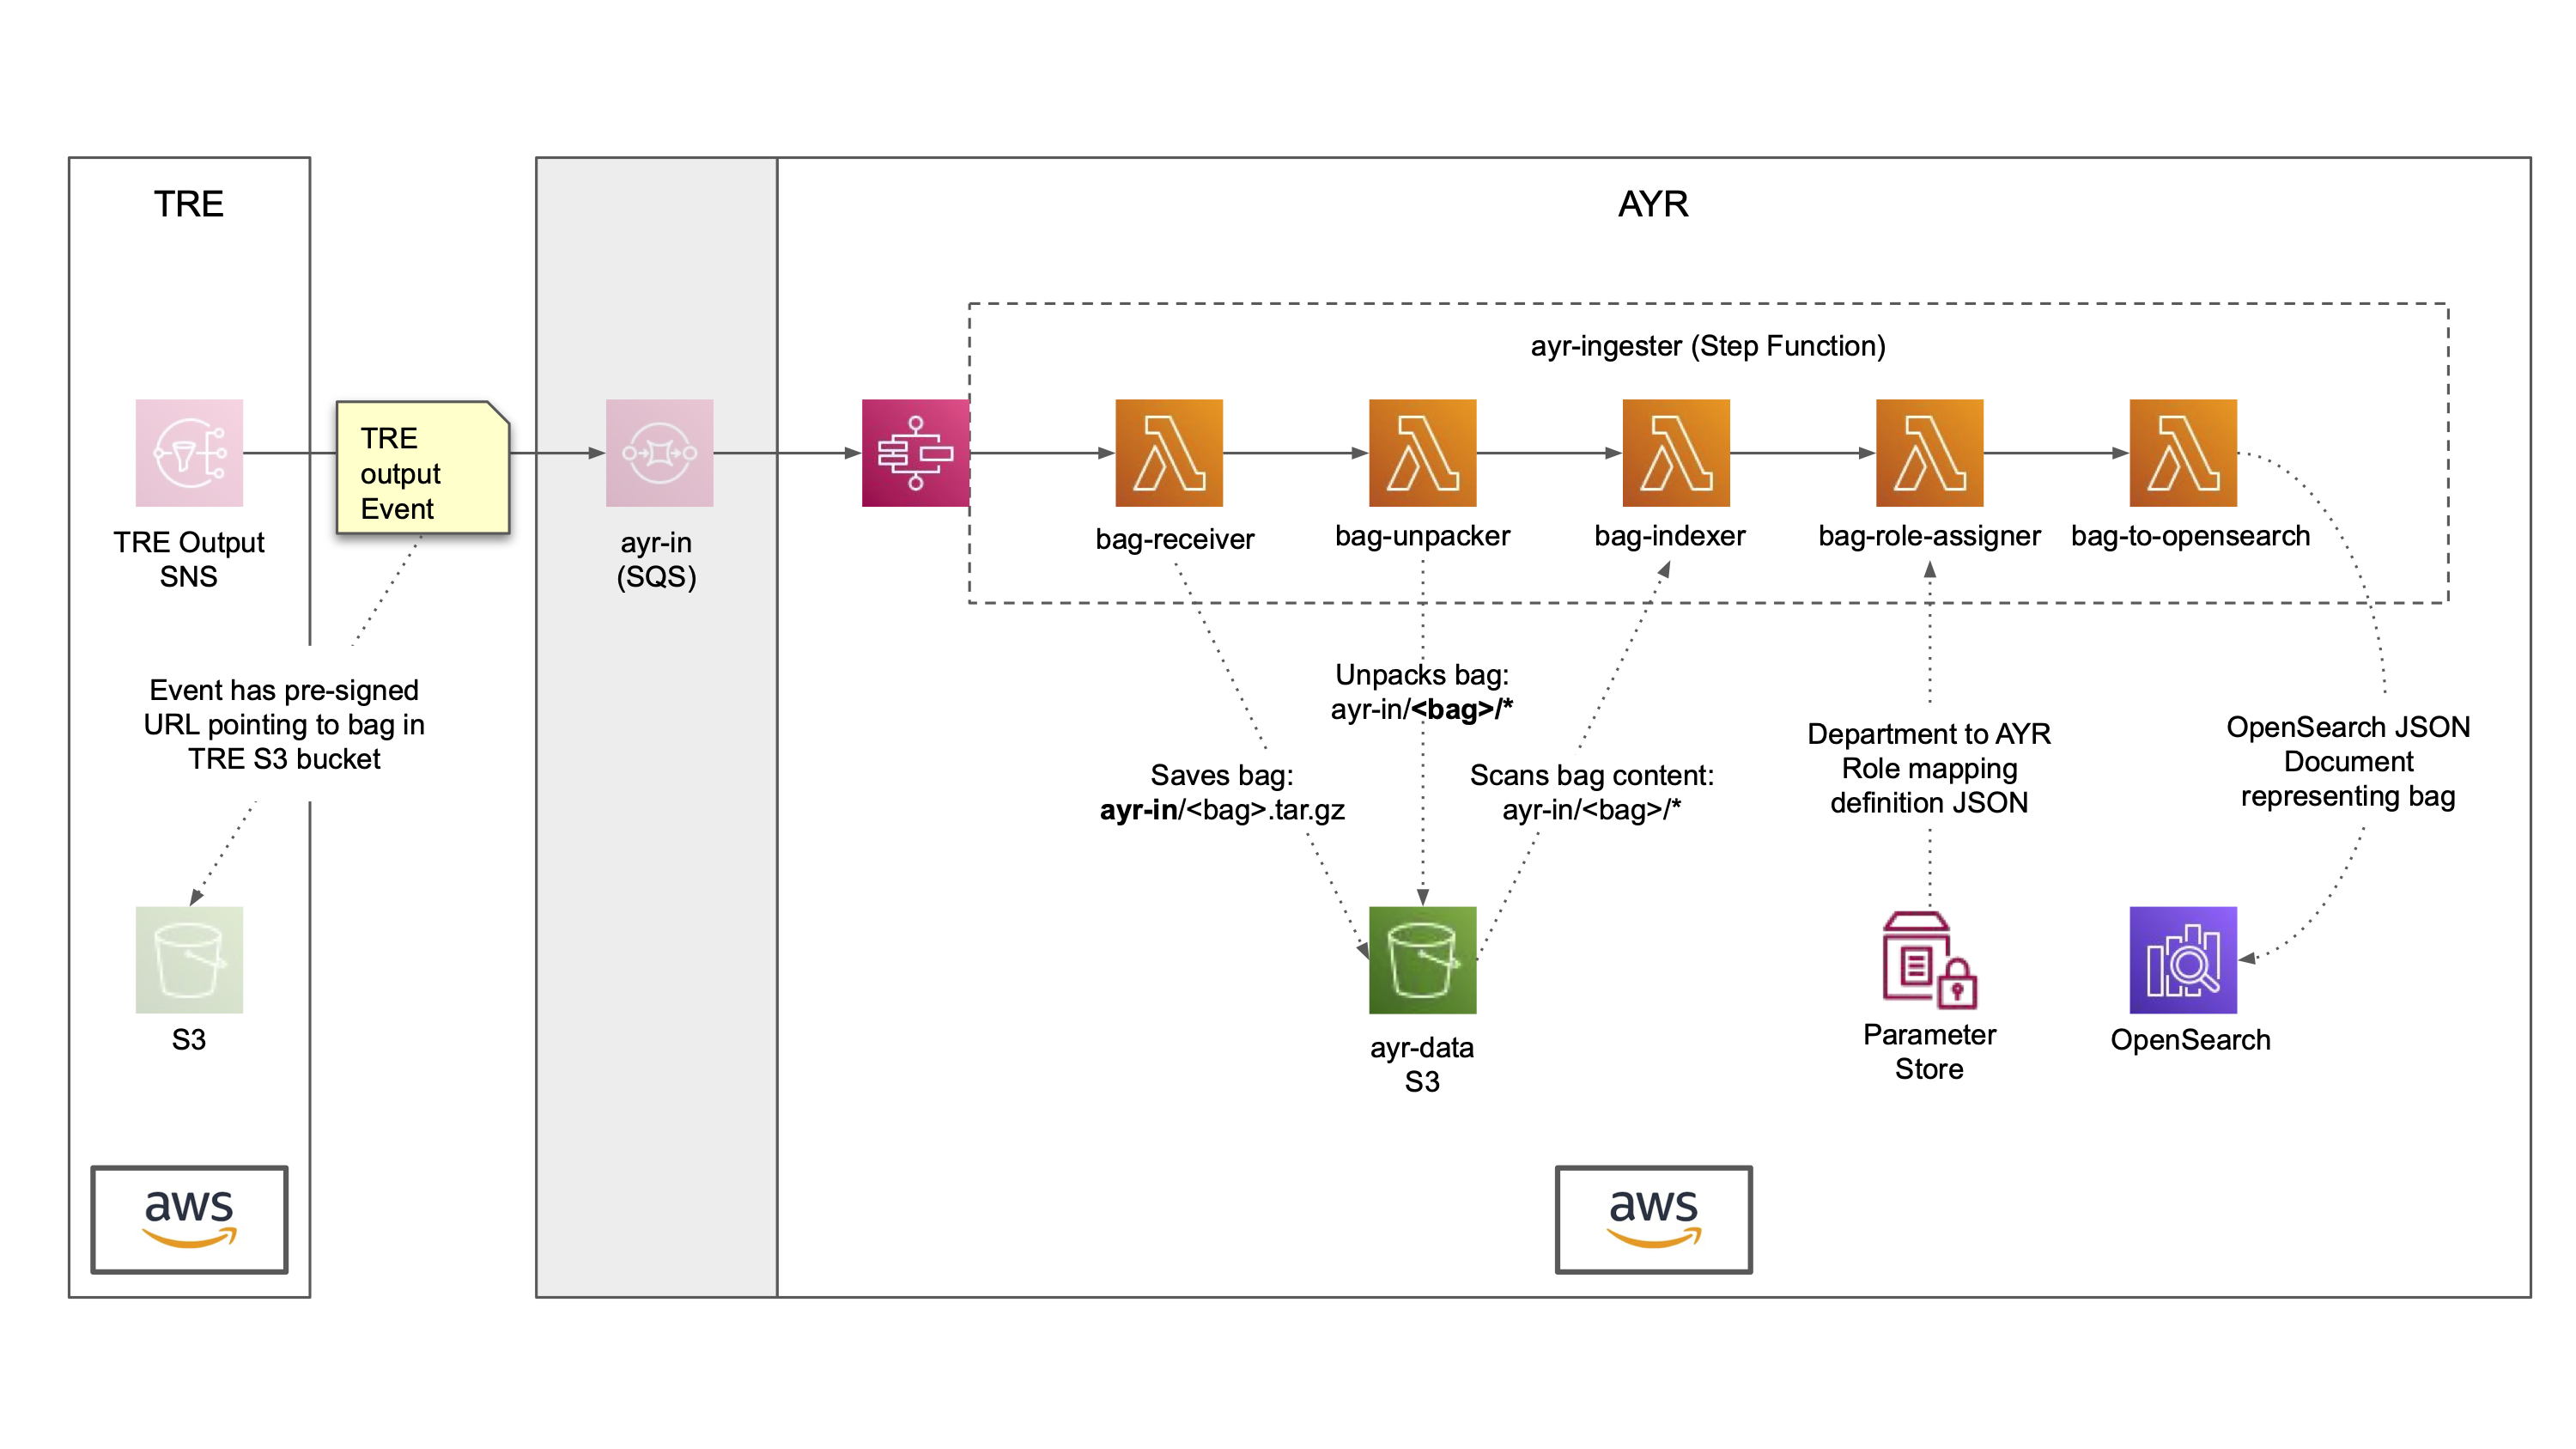 TRE
AYR
ayr-ingester (Step Function)
TRE
output
Event
TRE Output
SNS
ayr-in
(SQS)
bag-receiver
bag-unpacker
bag-indexer
bag-role-assigner
bag-to-opensearch
Event has pre-signed
URL pointing to bag in
TRE S3 bucket
Saves bag:
ayr-in/<bag>.tar.gz
Unpacks bag:
ayr-in/<bag>/*
Scans bag content:
ayr-in/<bag>/*
Department to AYR
Role mapping
definition JSON
OpenSearch JSON
Document
representing bag
S3
ayr-data
S3
Parameter
Store
OpenSearch
aws
aws